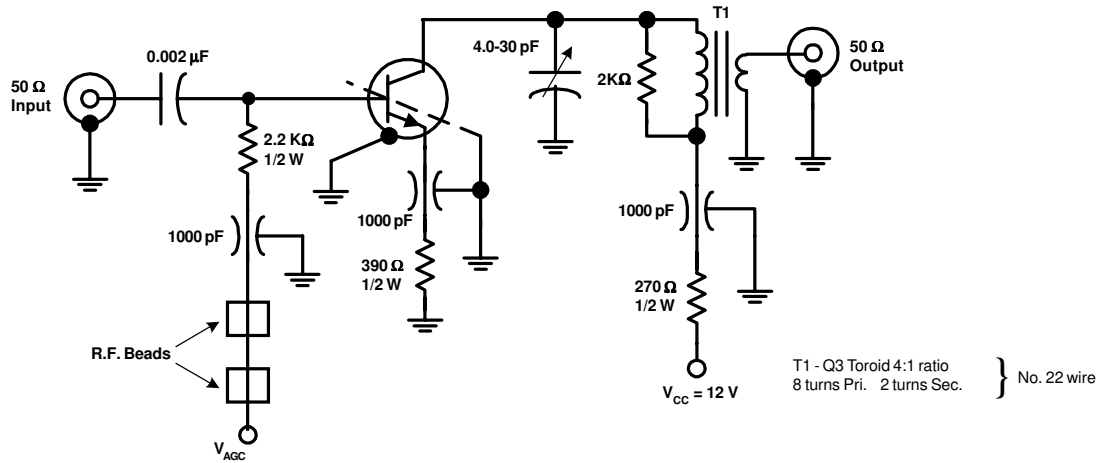 T1
0.002 µF
4.0-30 pF
50 Ω
Input
50 Ω
Output
2KΩ
2.2 KΩ
1/2 W
1000 pF
1000 pF
1000 pF
390 Ω
1/2 W
270 Ω
1/2 W
R.F. Beads
VCC = 12 V
T1 - Q3 Toroid 4:1 ratio
8 turns Pri. 2 turns Sec.
} No. 22 wire
VAGC